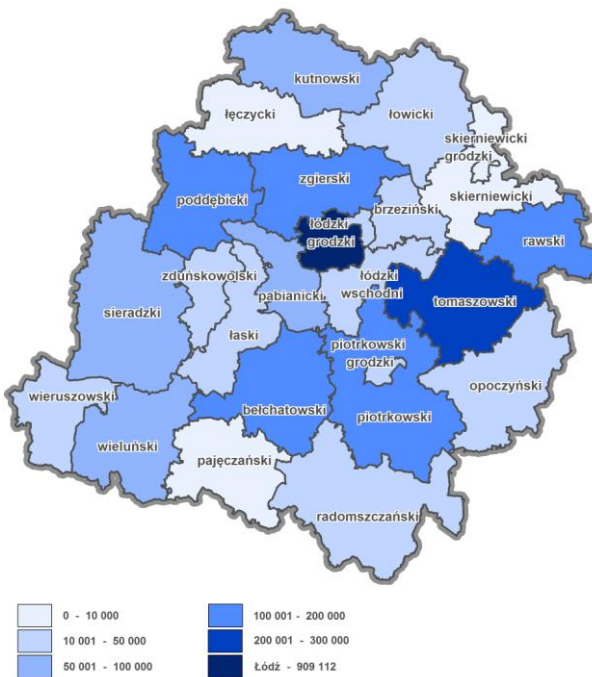 kutnowski
łęczycki
łowicki
skierniewicki
grodzki
zgierski
poddębicki
brzeziński
skierniewicki
łódzki
grodzki
rawski
zduńskowolski
łódzki
wschodni
pabianicki
tomaszowski
sieradzki
łaski
piotrkowski
grodzki
opoczyński
wieruszowski
bełchatowski
piotrkowski
wieluński
pajęczański
radomszczański
0 - 10 000
10 001 - 50 000
50 001 - 100 000
100 001 - 200 000
200 001 - 300 000
Łódź - 909 112